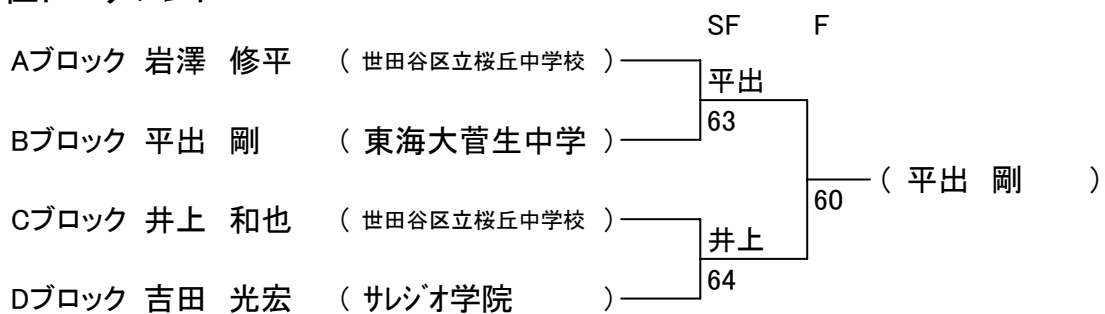 SF F
Aブロック 岩澤 修平 ( 世田谷区立桜丘中学校 )
平出
63
Bブロック 平出 剛 ( 東海大菅生中学 )
( 平出 剛 )
60
Cブロック 井上 和也 ( 世田谷区立桜丘中学校 )
井上
64
Dブロック 吉田 光宏 ( ｻﾚｼﾞｵ学院 )